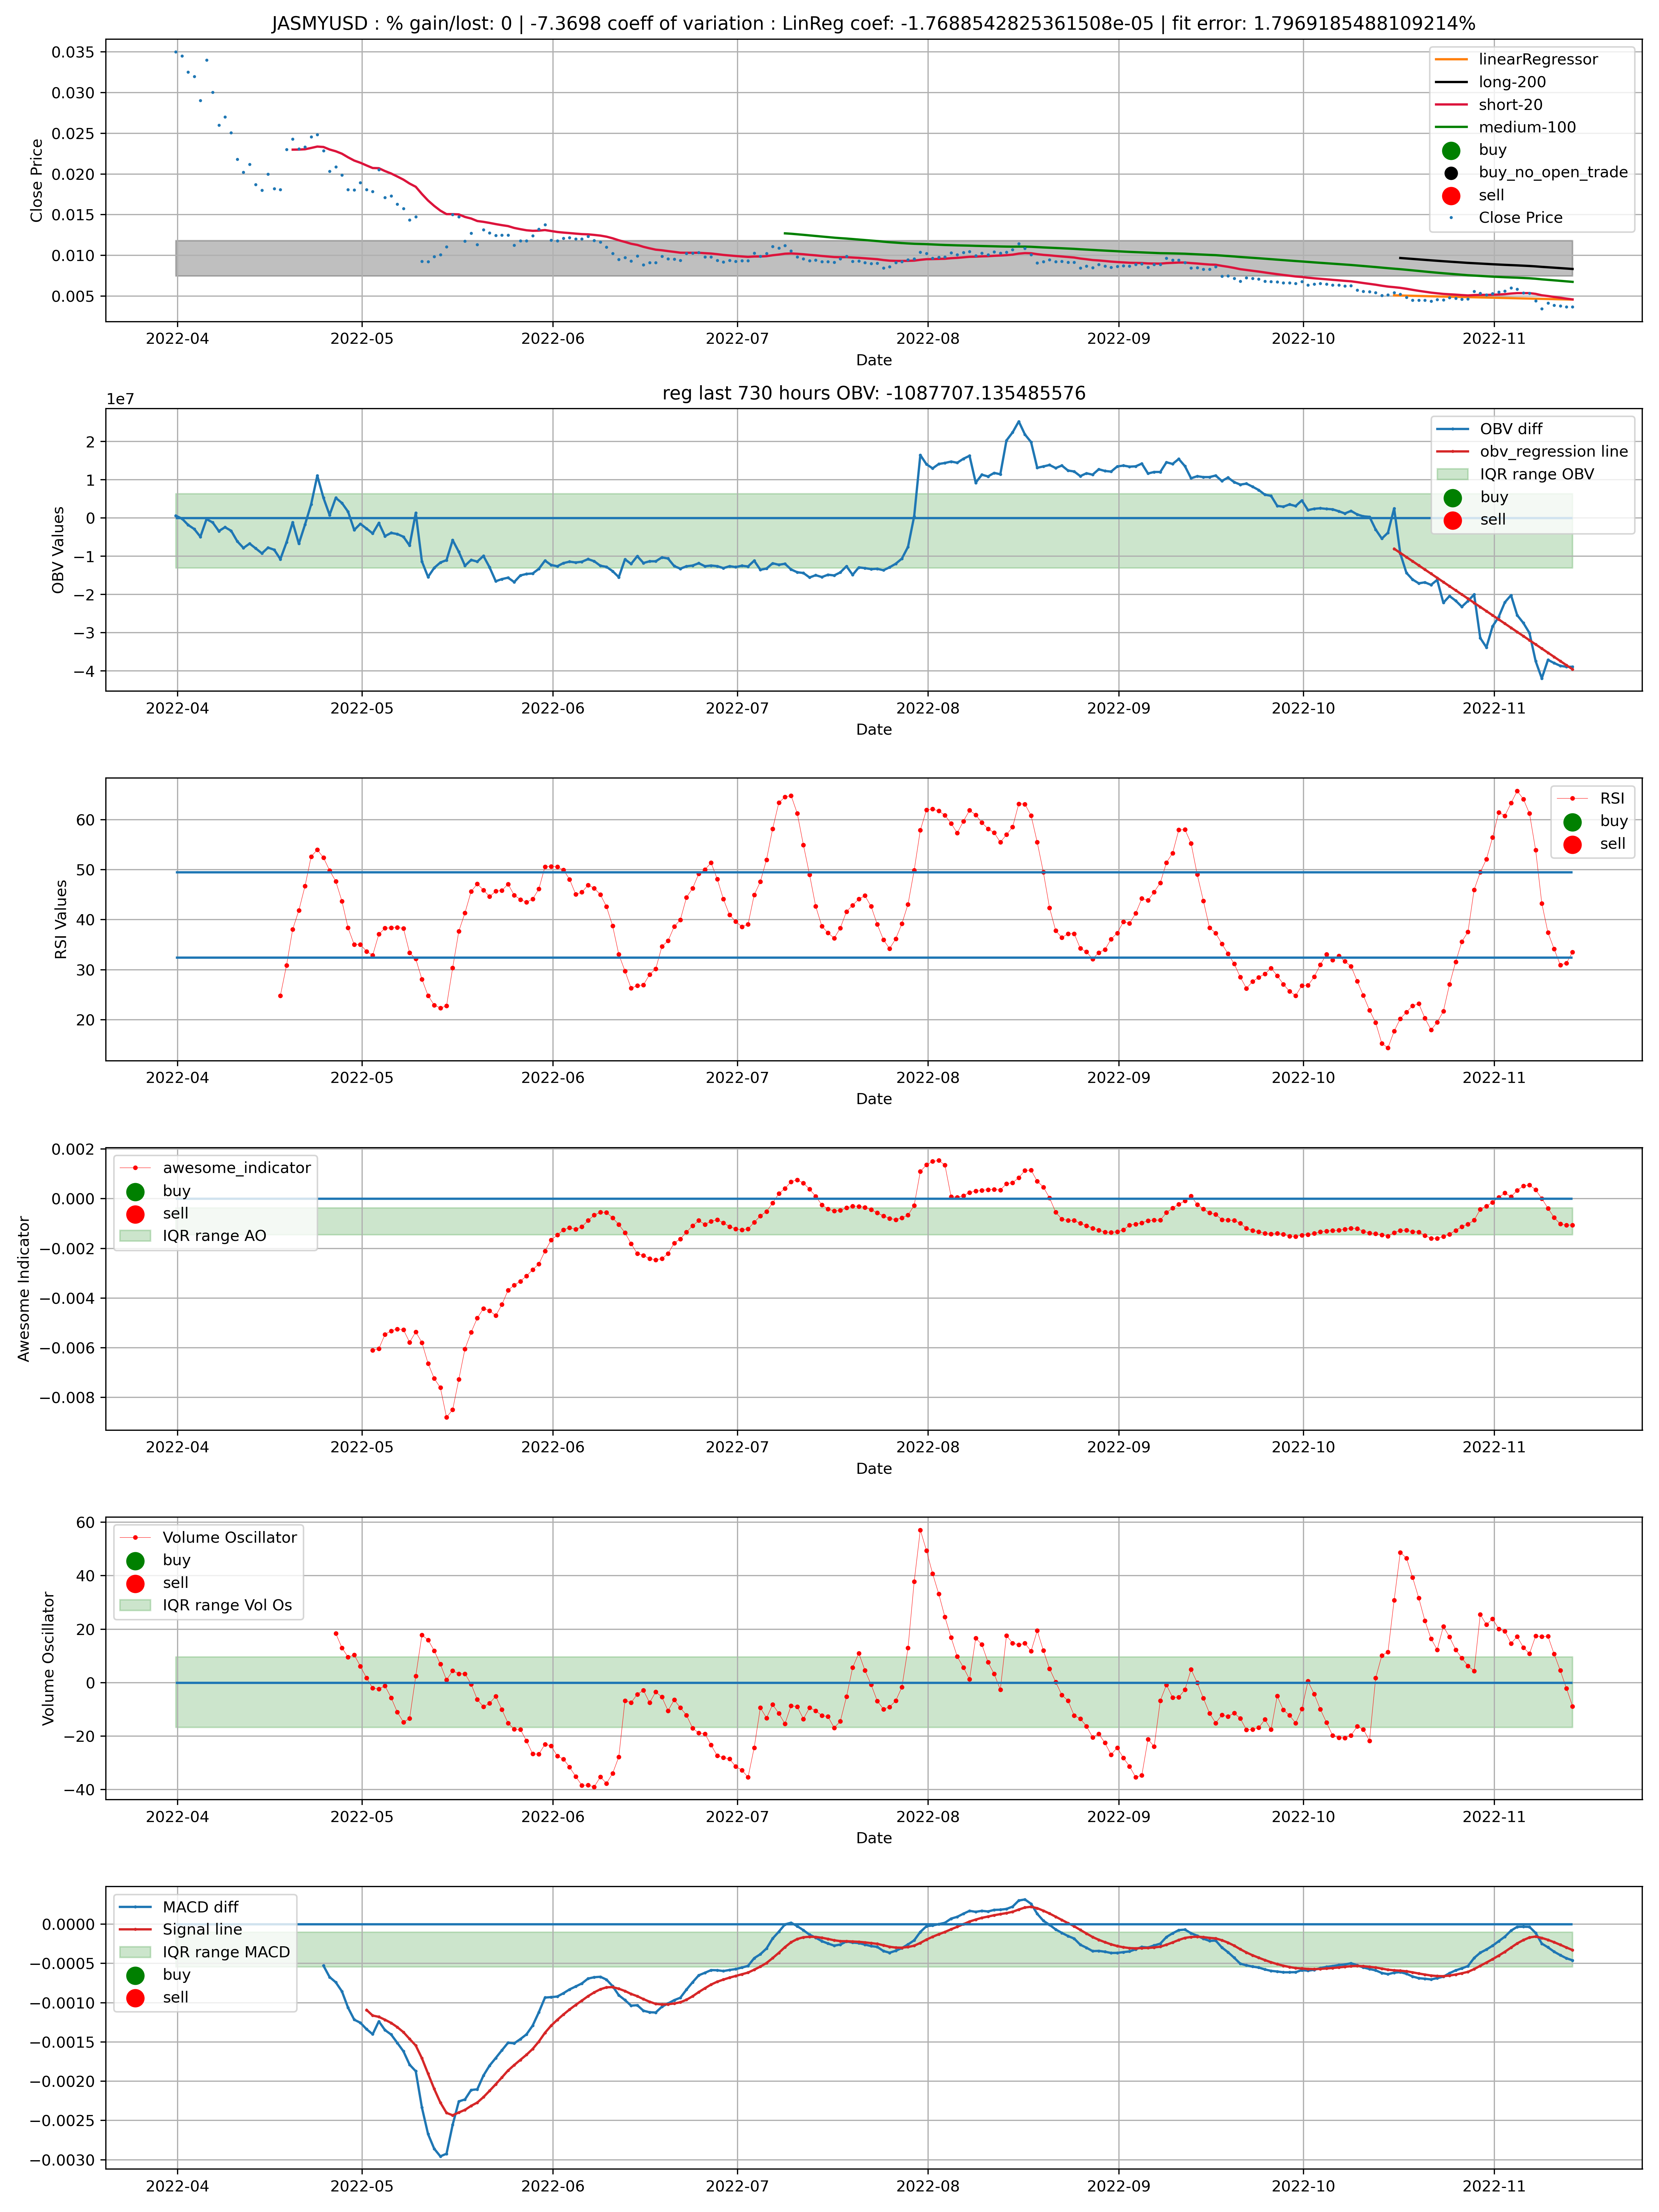 JASMYUSD : % gain/lost: 0 | -7.3698 coeff of variation : LinReg coef: -1.7688542825361508e-05 | fit error: 1.7969185488109214%
0.035
0.030
0.025
0.020
0.015
0.010
0.005
Close Price
linearRegressor
long-200
short-20
medium-100
buy
buy_no_open_trade
sell
Close Price
2022-04 2022-05 2022-06 2022-07 2022-08 2022-09 2022-10 2022-11
Date
reg last 730 hours OBV: -1087707.135485576
1e7
2
1
0
−1
−2
−3
−4
OBV Values
OBV diff
obv_regression line
IQR range OBV
buy
sell
2022-04 2022-05 2022-06 2022-07 2022-08 2022-09 2022-10 2022-11
Date
60
50
40
30
20
RSI Values
RSI
buy
sell
2022-04 2022-05 2022-06 2022-07 2022-08 2022-09 2022-10 2022-11
Date
0.002
0.000
−0.002
−0.004
−0.006
−0.008
Awesome Indicator
awesome_indicator
buy
sell
IQR range AO
2022-04 2022-05 2022-06 2022-07 2022-08 2022-09 2022-10 2022-11
Date
60
40
20
0
−20
−40
Volume Oscillator
Volume Oscillator
buy
sell
IQR range Vol Os
2022-04 2022-05 2022-06 2022-07 2022-08 2022-09 2022-10 2022-11
Date
0.0000
−0.0005
−0.0010
−0.0015
−0.0020
−0.0025
−0.0030
MACD diff
Signal line
IQR range MACD
buy
sell
2022-04 2022-05 2022-06 2022-07 2022-08 2022-09 2022-10 2022-11